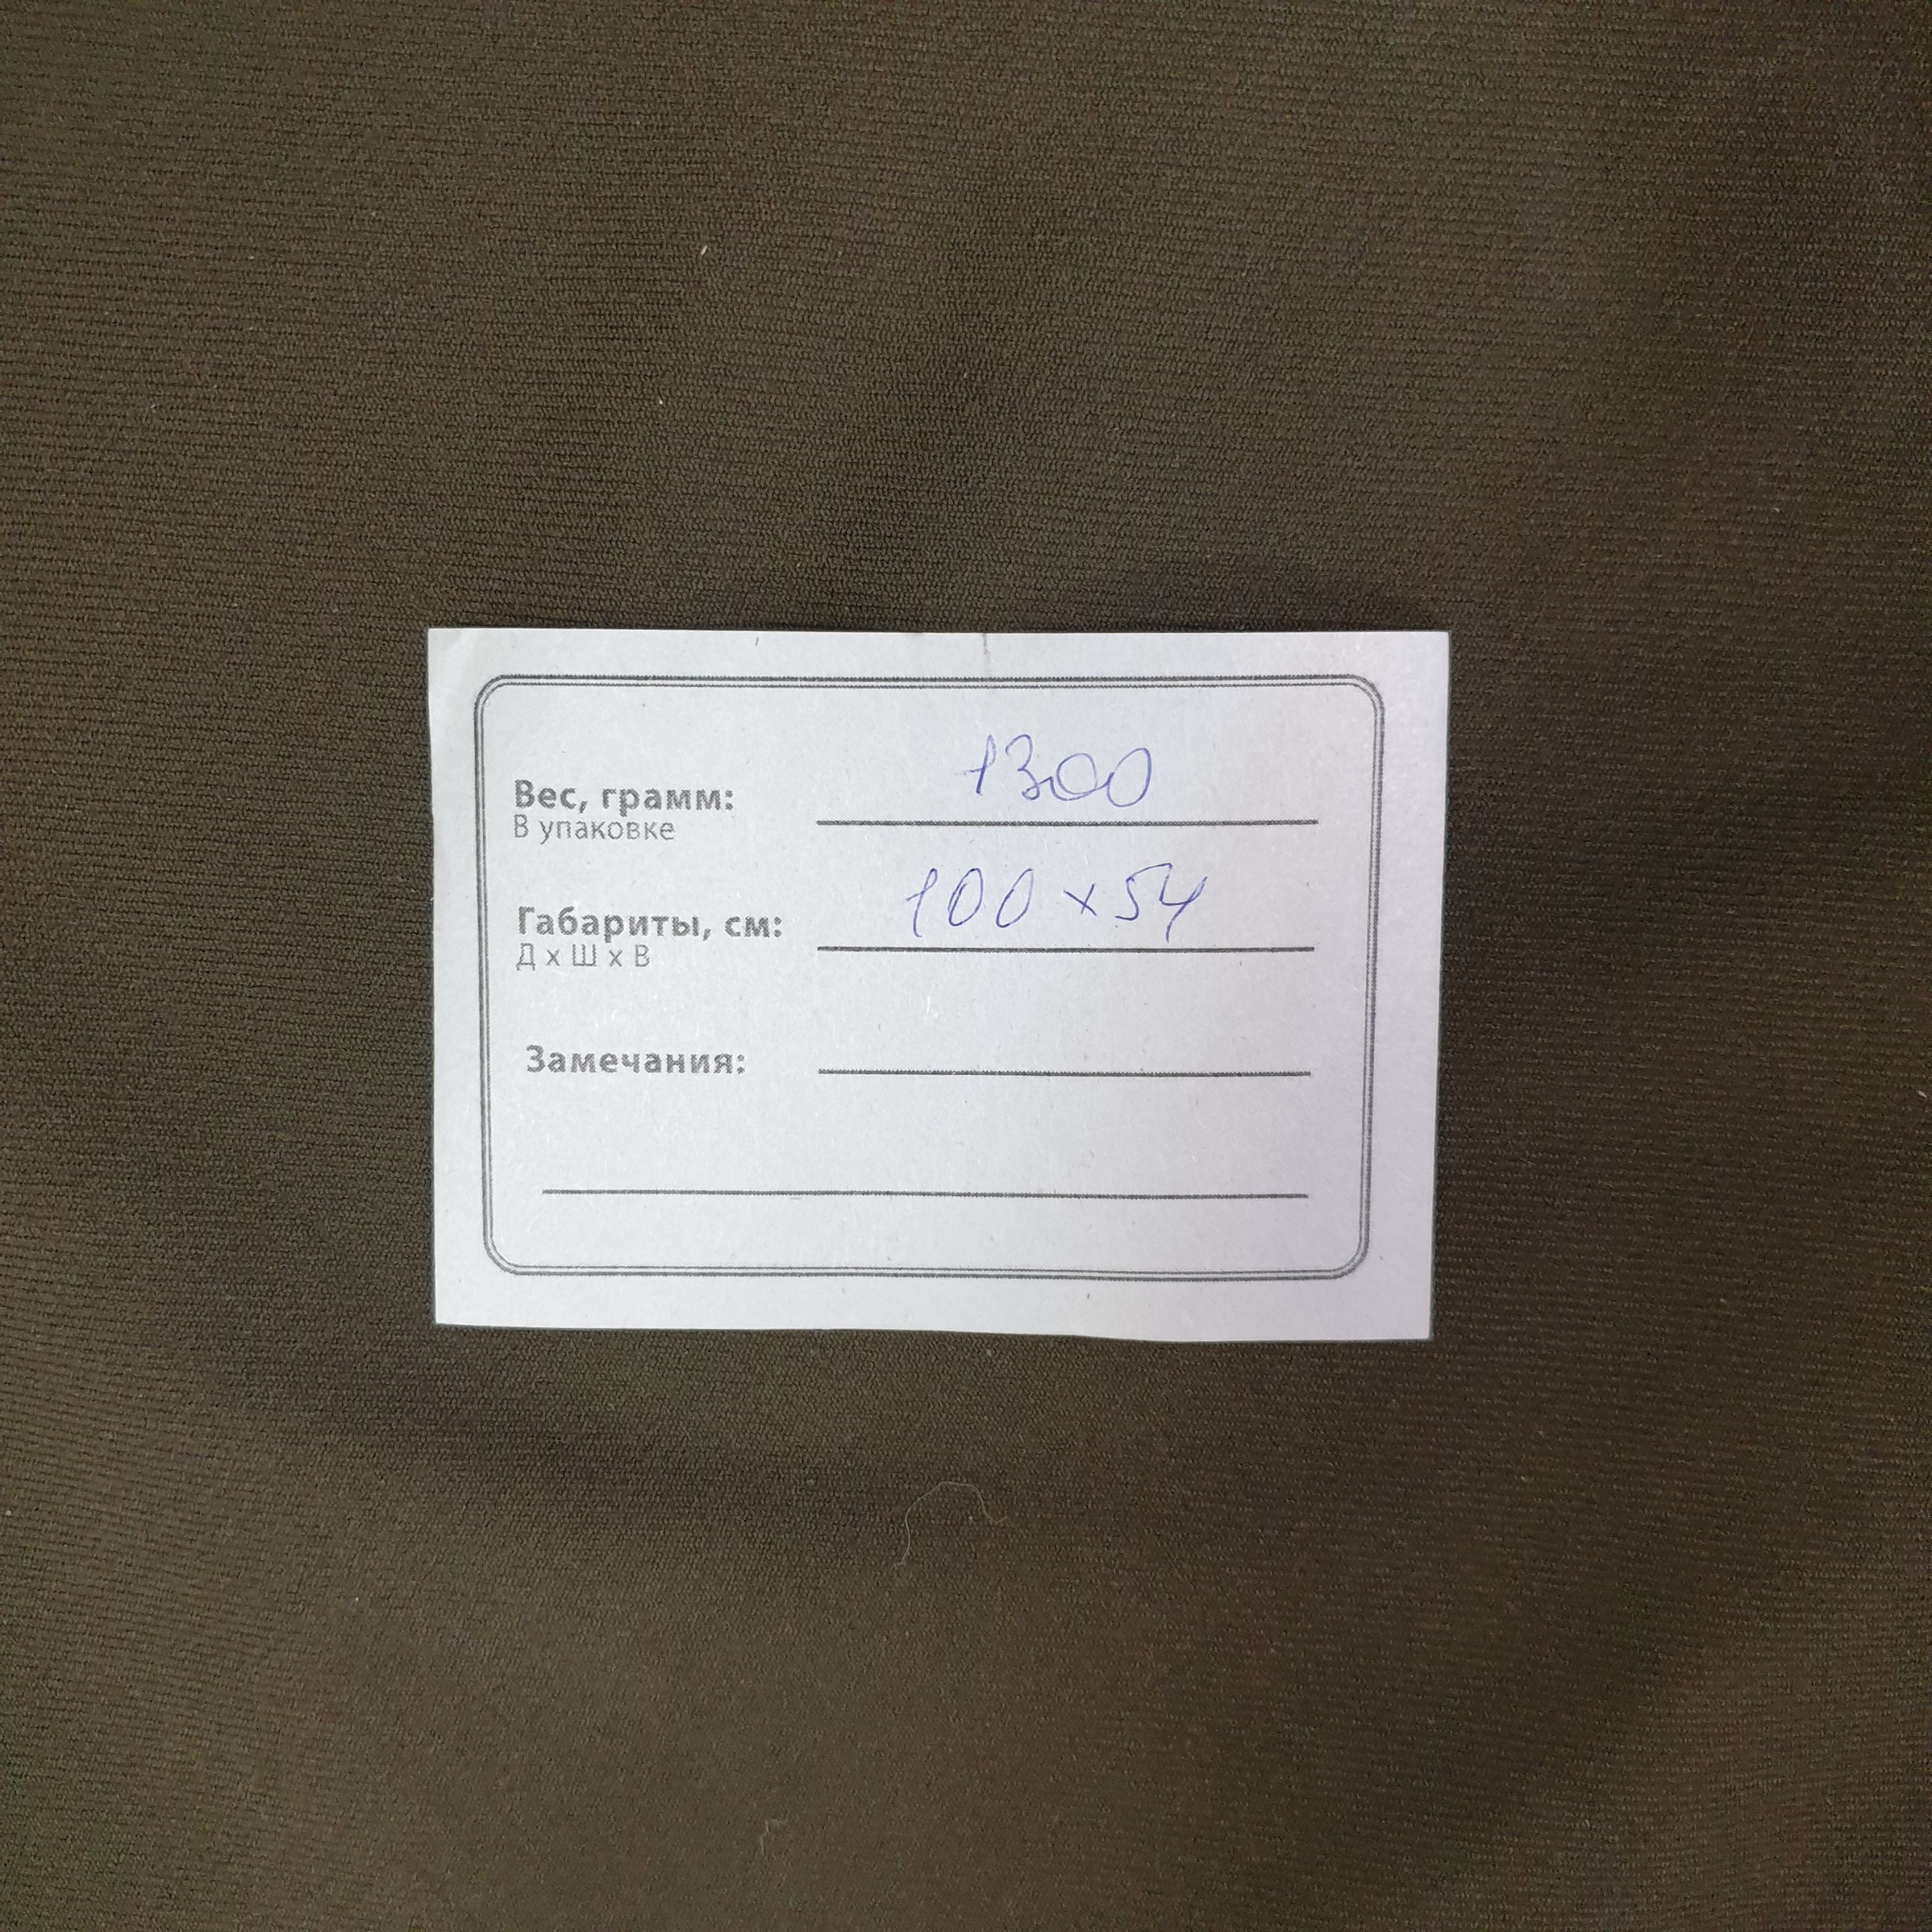 Вес, грамм: 1300
В упаковке
Габариты, см: 100 x 54
Д x Ш x В
Замечания: